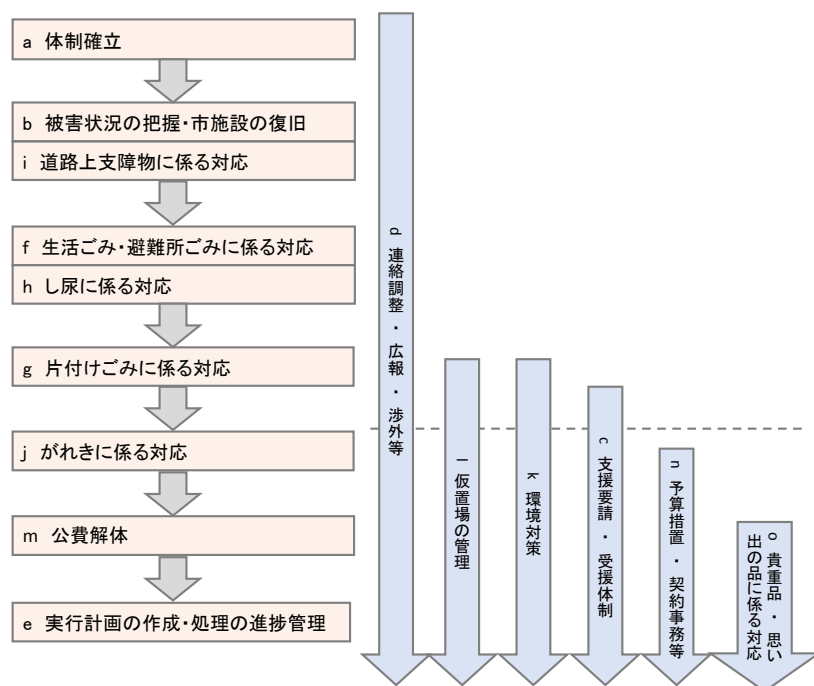 a 体制確立
b 被害状況の把握・市施設の復旧
i 道路上支障物に係る対応
f 生活ごみ・避難所ごみに係る対応
h し尿に係る対応
g 片付けごみに係る対応
j がれきに係る対応
m 公費解体
e 実行計画の作成・処理の進捗管理
d 連絡調整・広報・渉外等
l 仮置場の管理
k 環境対策
c 支援要請・受援体制
n 予算措置・契約事務等
o 貴重品・思い
出の品に係る対応